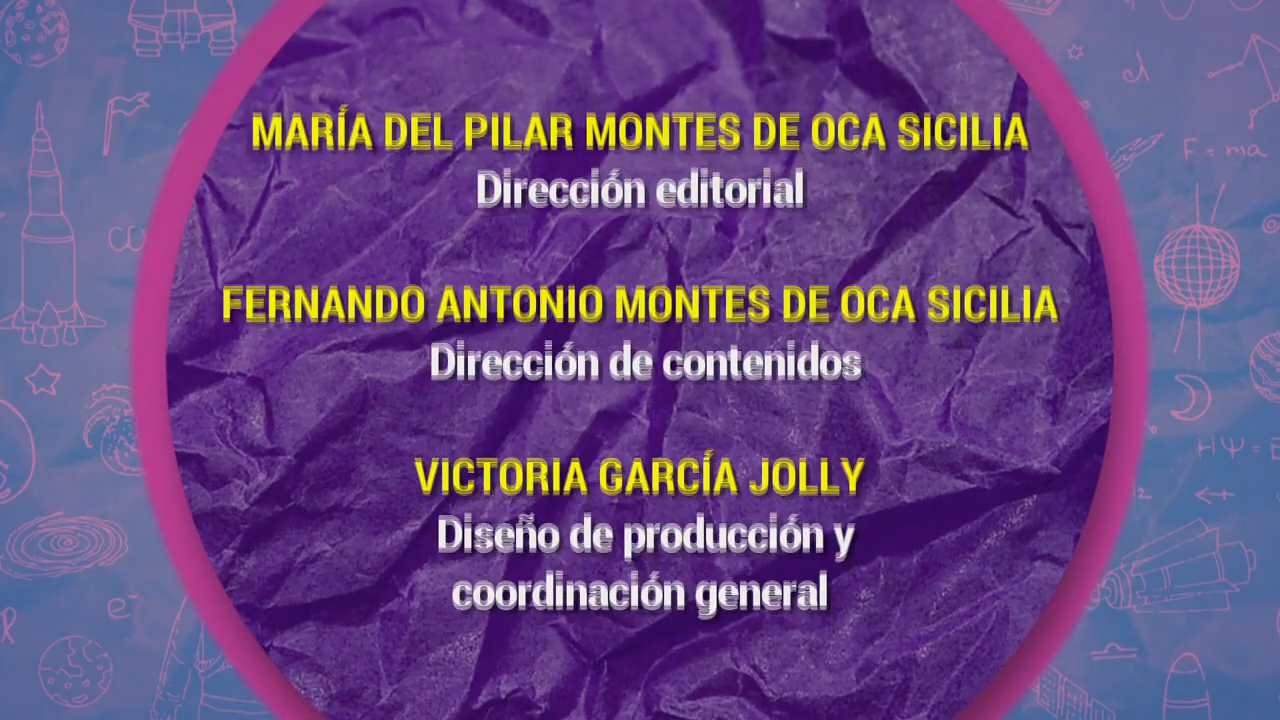 MARÍA DEL PILAR MONTES DE OCA SICILIA
Dirección editorial
F = ma
FERNANDO ANTONIO MONTES DE OCA SICILIA
Dirección de contenidos
VICTORIA GARCÍA JOLLY
Diseño de producción y
coordinación general
e⁻